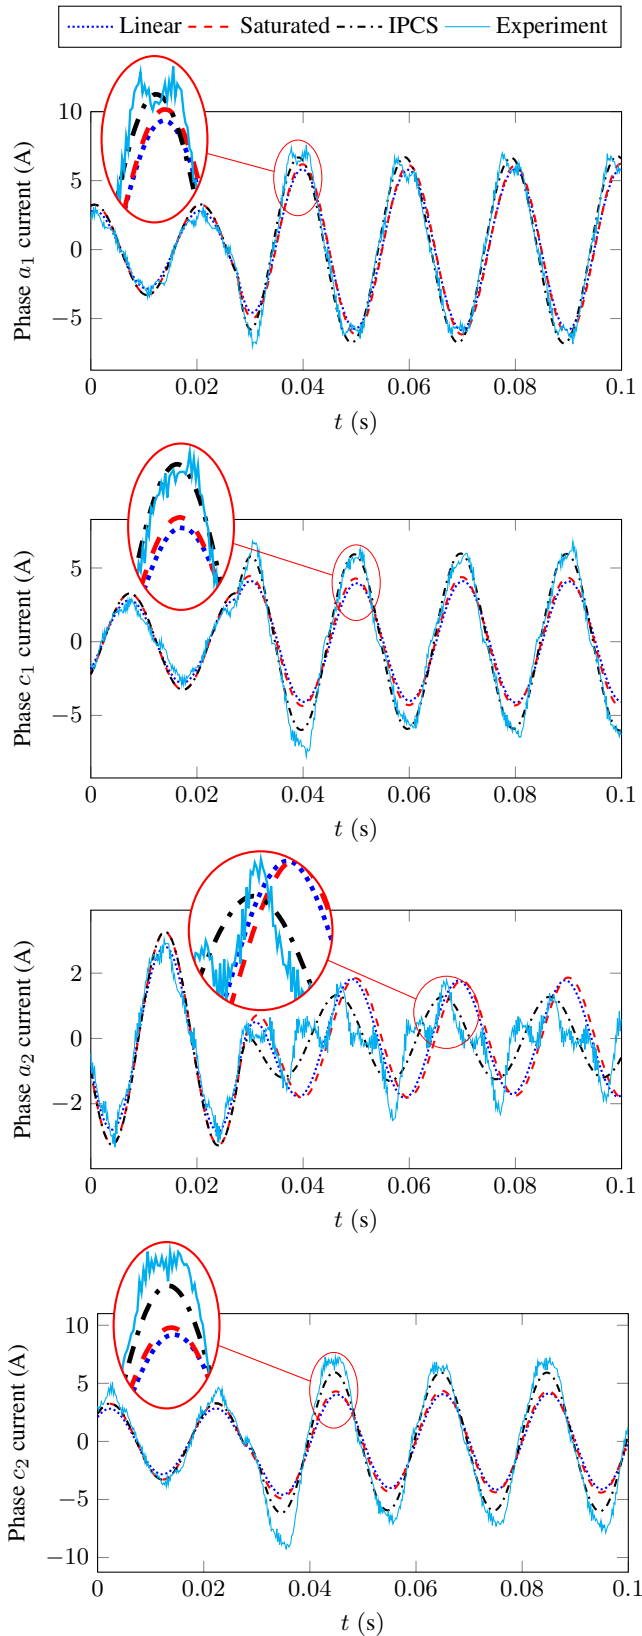 Linear Saturated IPCS Experiment
10
5
0
−5
Phase a1 current (A)
0 0.02 0.04 0.06 0.08 0.1
t (s)
5
0
−5
Phase c1 current (A)
0 0.02 0.04 0.06 0.08 0.1
t (s)
2
0
−2
Phase a2 current (A)
0 0.02 0.04 0.06 0.08 0.1
t (s)
10
5
0
−5
−10
Phase c2 current (A)
0 0.02 0.04 0.06 0.08 0.1
t (s)